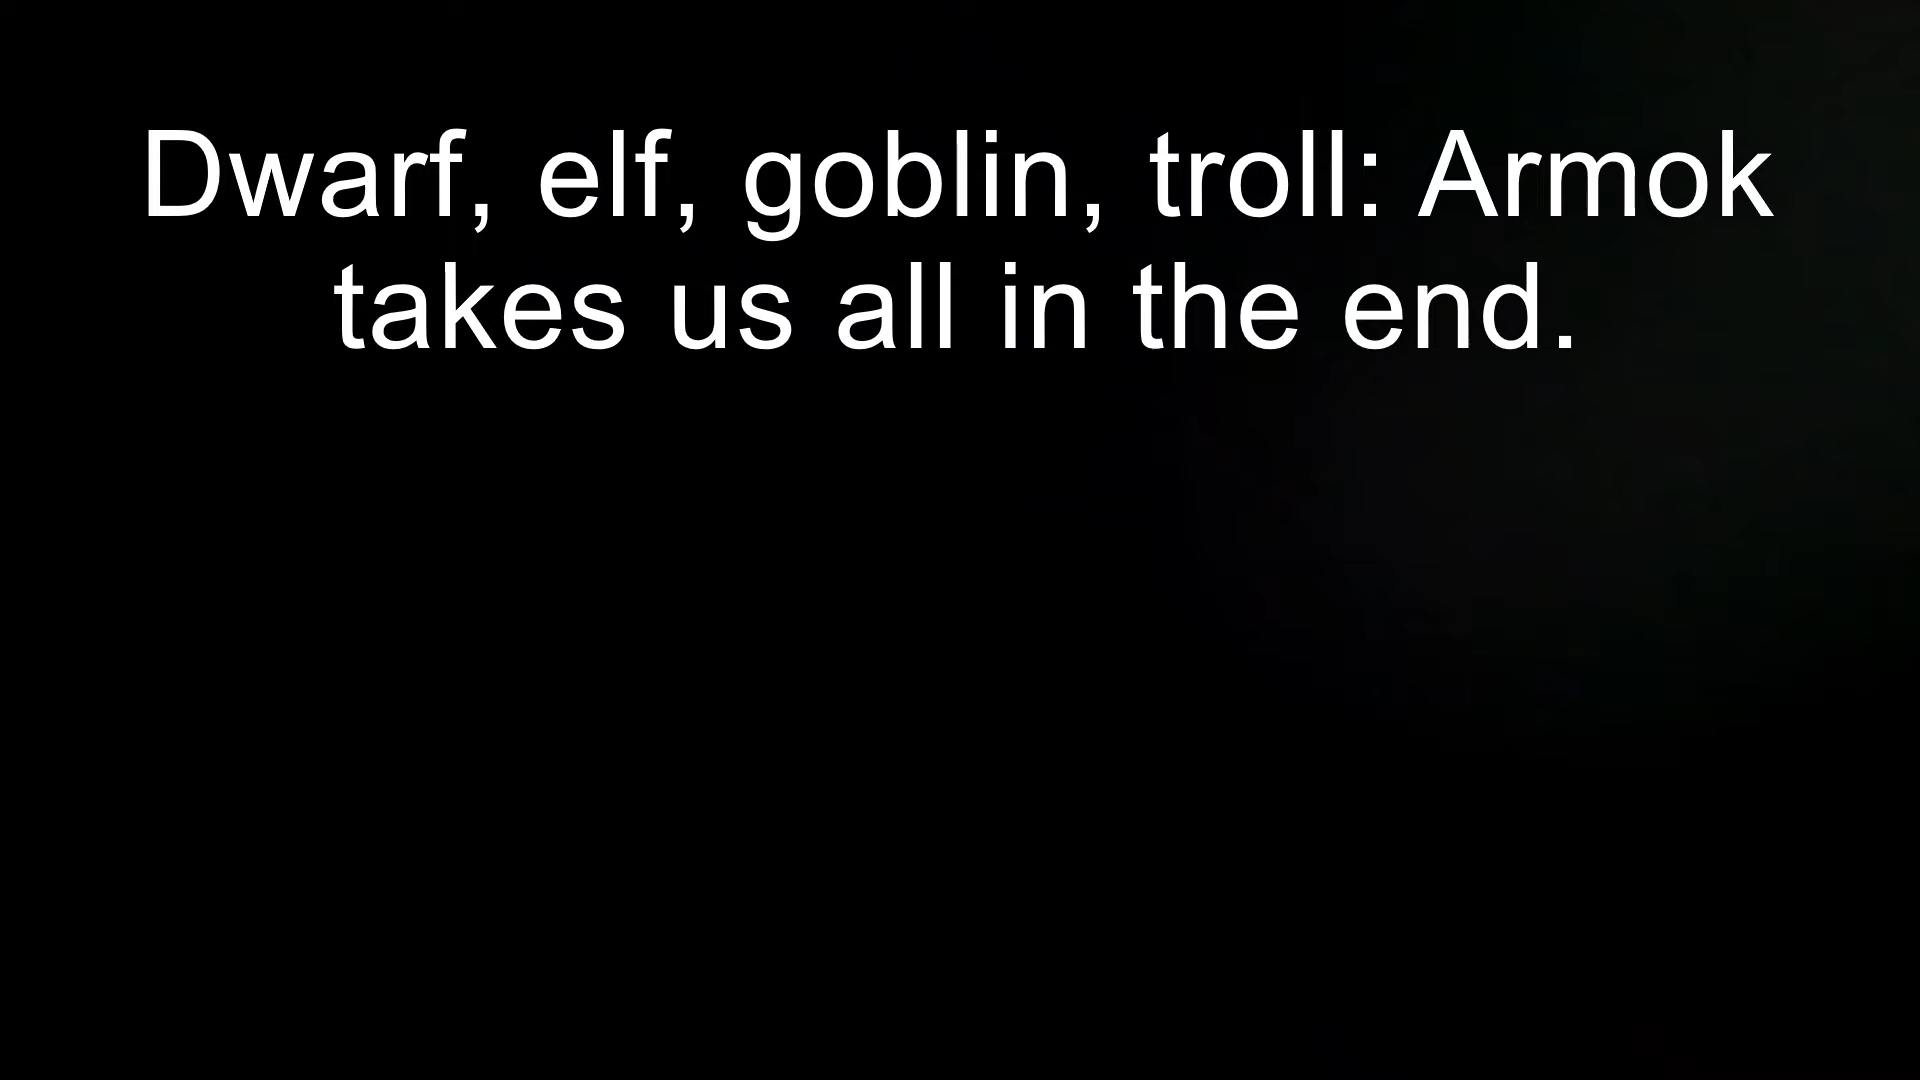 Dwarf, elf, goblin, troll: Armok
takes us all in the end.